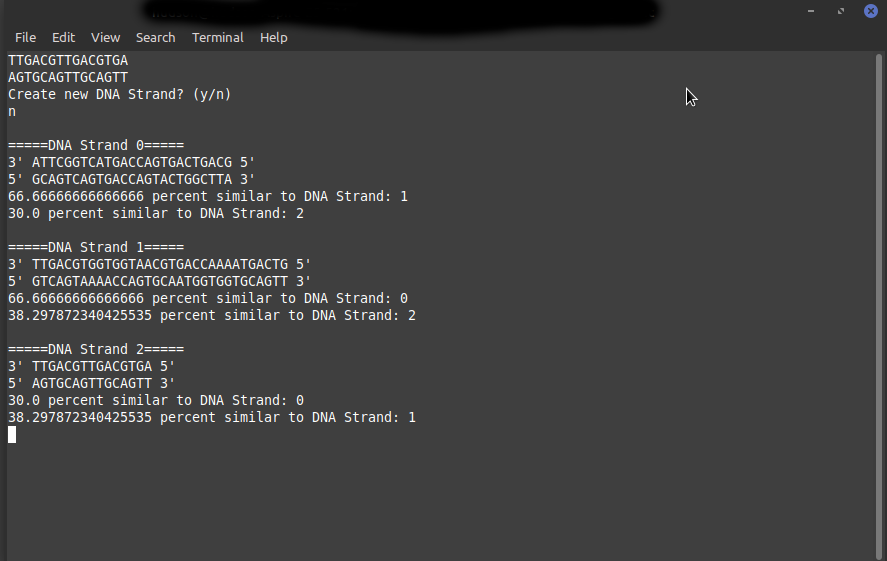 File Edit View Search Terminal Help
TTGACGTTGACGTGA
AGTGCAGTTGCAGTT
Create new DNA Strand? (y/n)
n
=====DNA Strand 0=====
3' ATTCGGTCATGACCAGTGACTGACG 5'
5' GCAGTCAGTGACCAGTACTGGCTTA 3'
66.66666666666666 percent similar to DNA Strand: 1
30.0 percent similar to DNA Strand: 2
=====DNA Strand 1=====
3' TTGACGTGGTGGTAACGTGACCAAAATGACTG 5'
5' GTCAGTAAAACCAGTGCAATGGTGGTGCAGTT 3'
66.66666666666666 percent similar to DNA Strand: 0
38.297872340425535 percent similar to DNA Strand: 2
=====DNA Strand 2=====
3' TTGACGTTGACGTGA 5'
5' AGTGCAGTTGCAGTT 3'
30.0 percent similar to DNA Strand: 0
38.297872340425535 percent similar to DNA Strand: 1